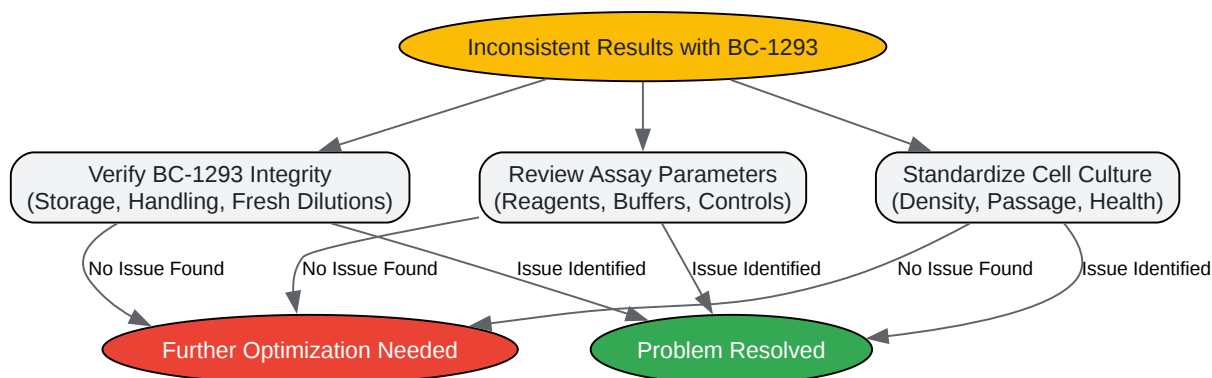 Inconsistent Results with BC-1293
Verify BC-1293 Integrity
(Storage, Handling, Fresh Dilutions)
Review Assay Parameters
(Reagents, Buffers, Controls)
Standardize Cell Culture
(Density, Passage, Health)
No Issue Found
No Issue Found
Issue Identified
Issue Identified
No Issue Found
Issue Identified
Further Optimization Needed
Problem Resolved